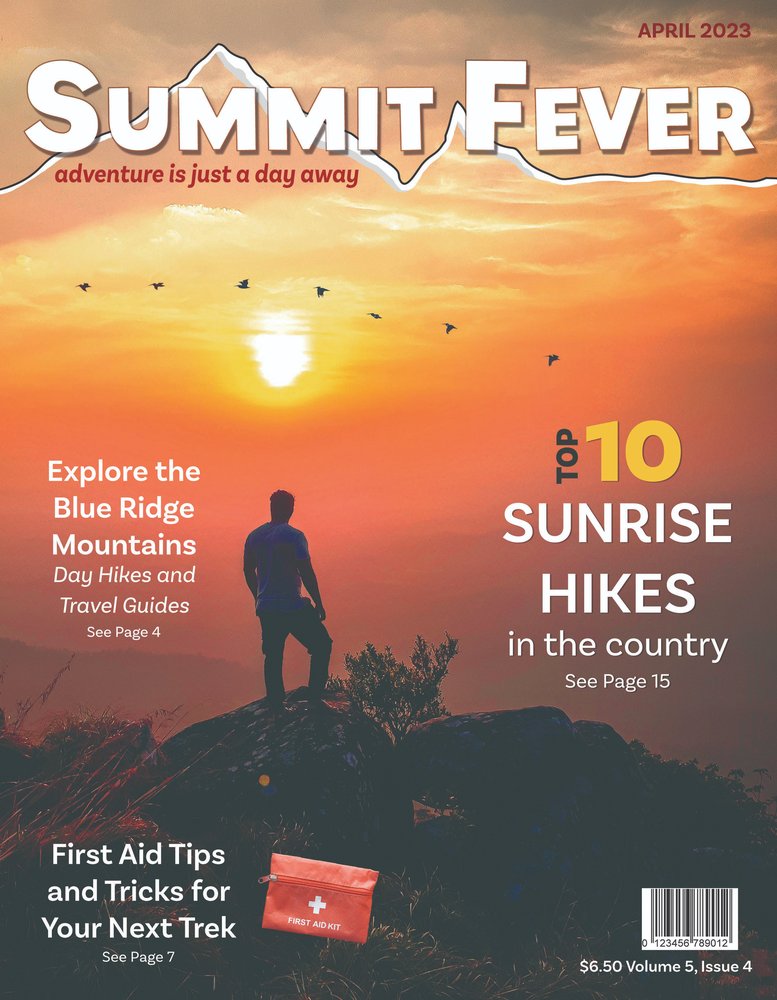 APRIL 2023
SUMMIT FEVER
adventure is just a day away
TOP 10
SUNRISE
HIKES
in the country
See Page 15
Explore the
Blue Ridge
Mountains
Day Hikes and
Travel Guides
See Page 4
First Aid Tips
and Tricks for
Your Next Trek
See Page 7
FIRST AID KIT
0 123456 789012
$6.50 Volume 5, Issue 4